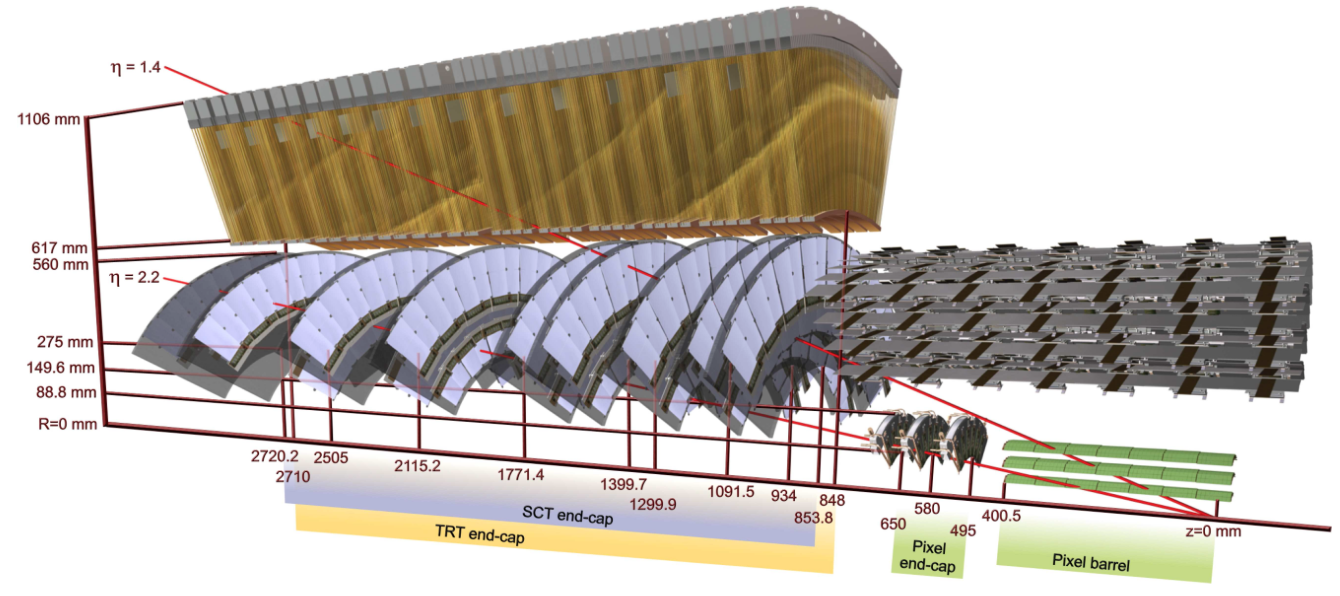 η = 1.4
1106 mm
617 mm
560 mm
η = 2.2
275 mm
149.6 mm
88.8 mm
R=0 mm
2720.2
2710
2505
2115.2
1771.4
1399.7
1299.9
1091.5
934
848
853.8
650
580
495
400.5
z=0 mm
SCT end-cap
TRT end-cap
Pixel
end-cap
Pixel barrel